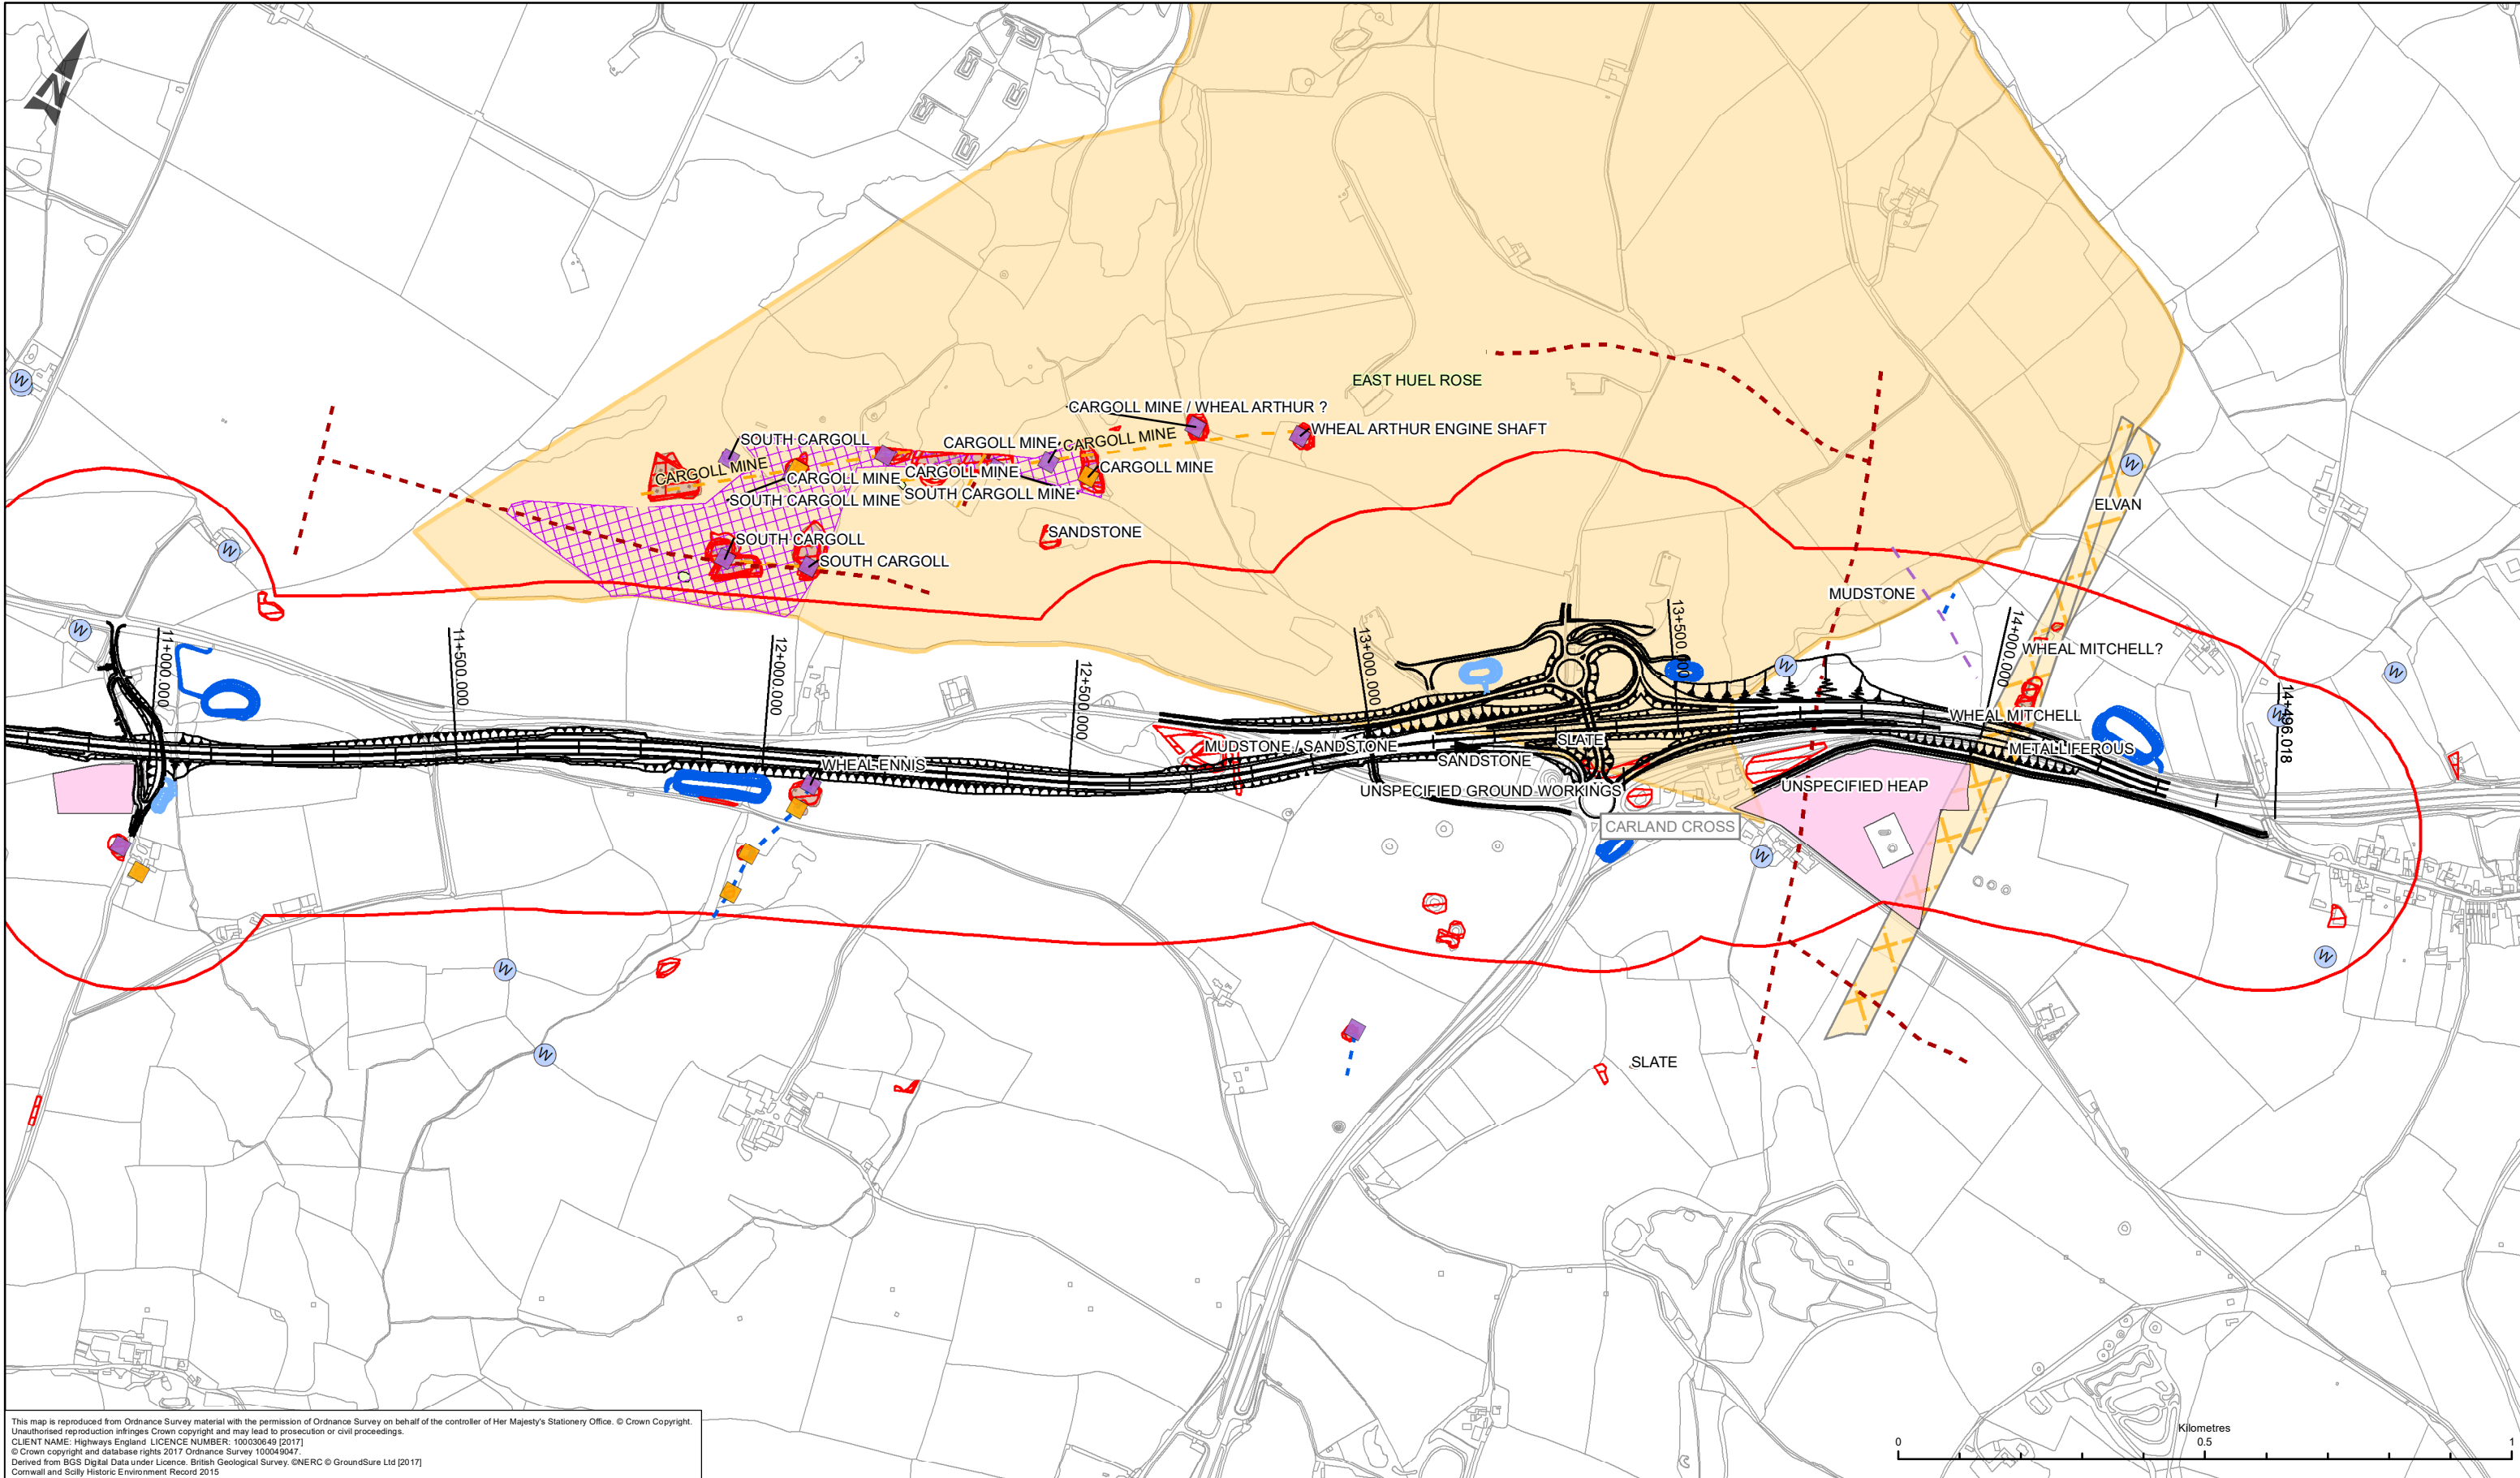 N
EAST HUEL ROSE
CARGOLL MINE / WHEAL ARTHUR ?
WHEAL ARTHUR ENGINE SHAFT
SOUTH CARGOLL
CARGOLL MINE
CARGOLL MINE
CARGOLL MINE
CARGOLL MINE
CARGOLL MINE
CARGOLL MINE
SOUTH CARGOLL MINE
SOUTH CARGOLL MINE
ELVAN
SANDSTONE
SOUTH CARGOLL
SOUTH CARGOLL
MUDSTONE
W
W
W
W
W
W
W
W
W
W
W
W
11+000.000
11+500.000
12+000.000
12+500.000
13+000.000
13+500.000
14+000.000
14+496.018
WHEAL MITCHELL?
WHEAL MITCHELL
METALLIFEROUS
MUDSTONE / SANDSTONE
SLATE
SANDSTONE
WHEAL ENNIS
UNSPECIFIED GROUND WORKINGS
UNSPECIFIED HEAP
CARLAND CROSS
SLATE
Kilometres
0 0.5 1
This map is reproduced from Ordnance Survey material with the permission of Ordnance Survey on behalf of the controller of Her Majesty's Stationery Office. © Crown Copyright.
Unauthorised reproduction infringes Crown copyright and may lead to prosecution or civil proceedings.
CLIENT NAME: Highways England LICENCE NUMBER: 100030649 [2017]
© Crown copyright and database rights 2017 Ordnance Survey 100049047.
Derived from BGS Digital Data under Licence. British Geological Survey. ©NERC © GroundSure Ltd [2017]
Cornwall and Scilly Historic Environment Record 2015